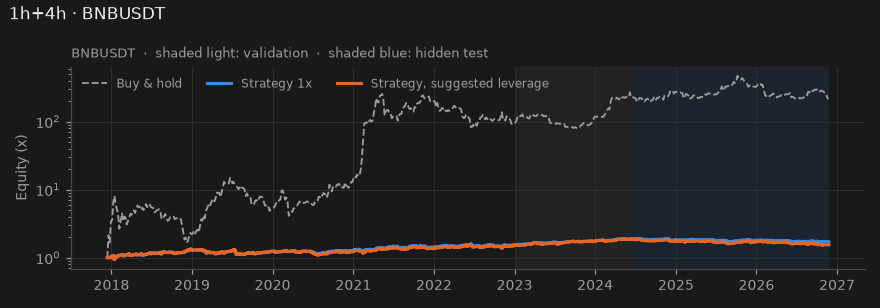 1h+4h · BNBUSDT
BNBUSDT · shaded light: validation · shaded blue: hidden test
Buy & hold
Strategy 1x
Strategy, suggested leverage
Equity (x)
10²
10¹
10⁰
2018 2019 2020 2021 2022 2023 2024 2025 2026 2027